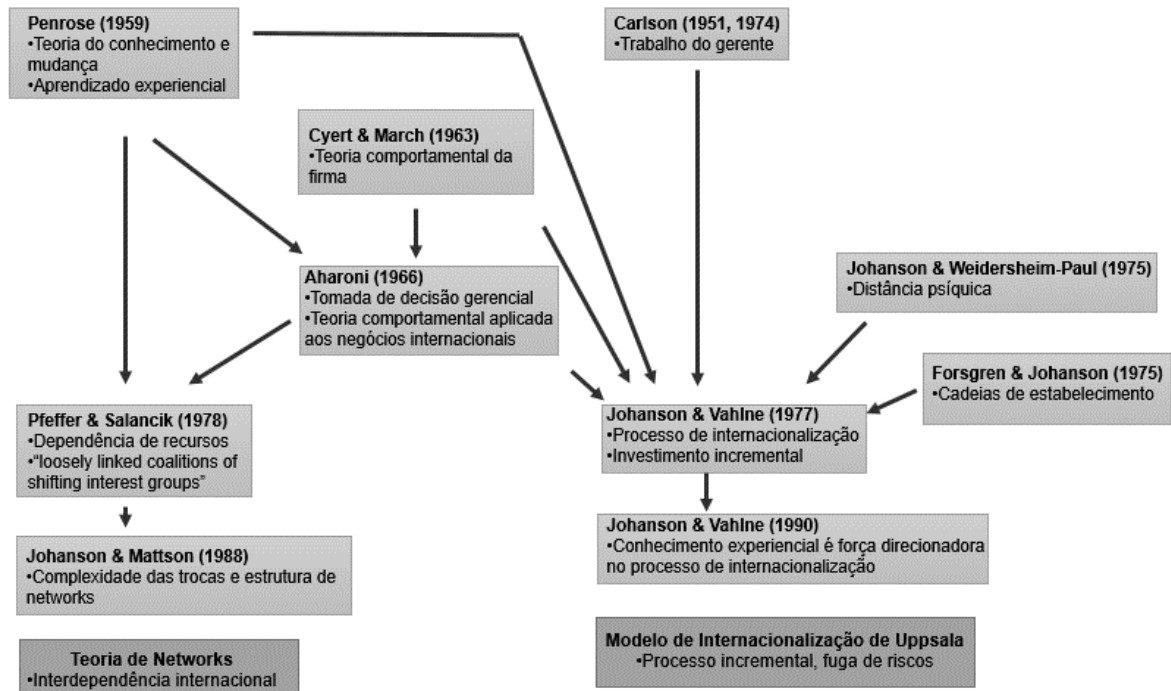 Penrose (1959)
•Teoria do conhecimento e
mudança
•Aprendizado experiencial
Carlson (1951, 1974)
•Trabalho do gerente
Cyert & March (1963)
•Teoria comportamental da
firma
Aharoni (1966)
•Tomada de decisão gerencial
•Teoria comportamental aplicada
aos negócios internacionais
Johanson & Weidersheim-Paul (1975)
•Distância psíquica
Forsgren & Johanson (1975)
•Cadeias de estabelecimento
Pfeffer & Salancik (1978)
•Dependência de recursos
•“loosely linked coalitions of
shifting interest groups”
Johanson & Vahlne (1977)
•Processo de internacionalização
•Investimento incremental
Johanson & Mattson (1988)
•Complexidade das trocas e estrutura de
networks
Johanson & Vahlne (1990)
•Conhecimento experiencial é força direcionadora
no processo de internacionalização
Teoria de Networks
•Interdependência internacional
Modelo de Internacionalização de Uppsala
•Processo incremental, fuga de riscos